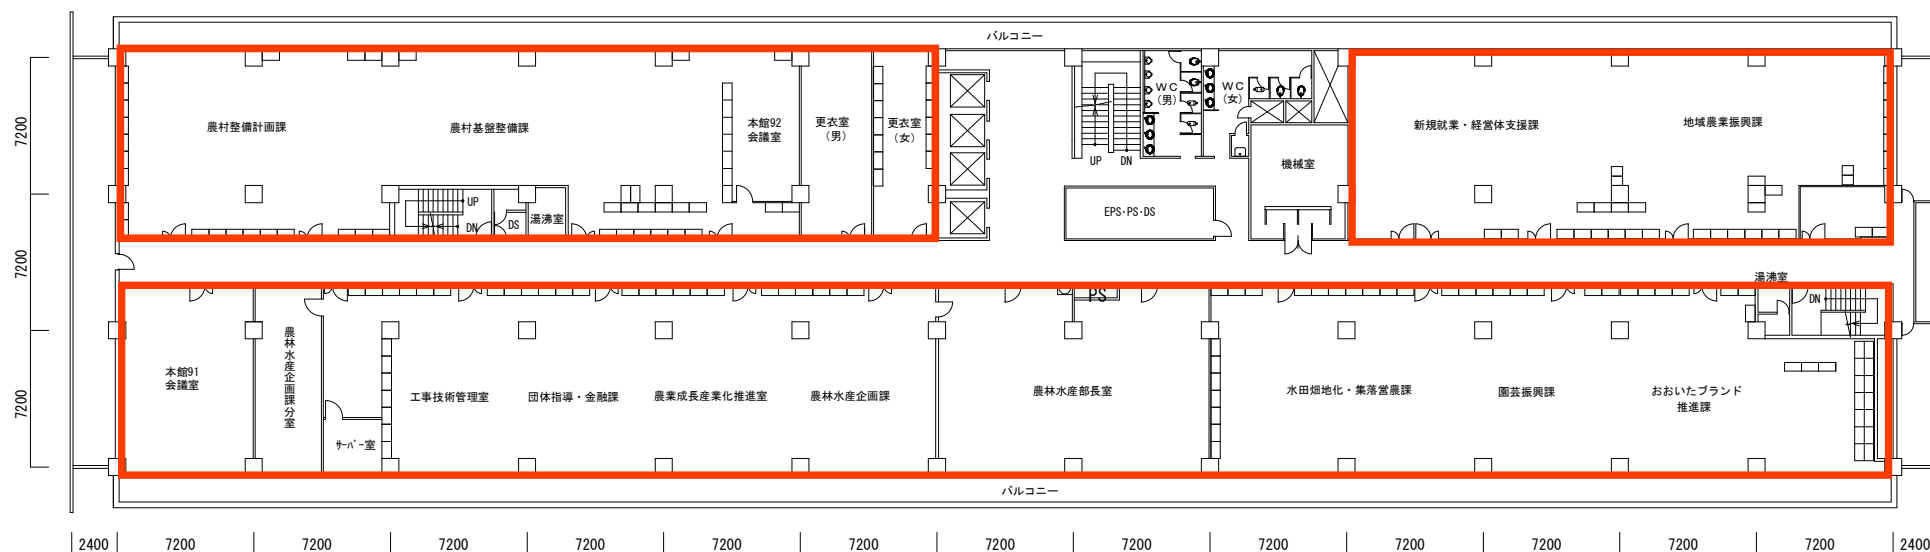 バルコニー
農村整備計画課
農村基盤整備課
本館92
会議室
更衣室
(男)
更衣室
(女)
UP
DN
WC
(男)
WC
(女)
機械室
新規就業・経営体支援課
地域農業振興課
UP
DN
DS
湯沸室
EPS・PS・DS
7200
7200
7200
湯沸室
DN
PS
本館91
会議室
農林水産企画課分室
サーバー室
工事技術管理室
団体指導・金融課
農業成長産業化推進室
農林水産企画課
農林水産部長室
水田畑地化・集落営農課
園芸振興課
おおいたブランド
推進課
バルコニー
2400 7200 7200 7200 7200 7200 7200 7200 7200 7200 7200 7200 7200 7200 2400